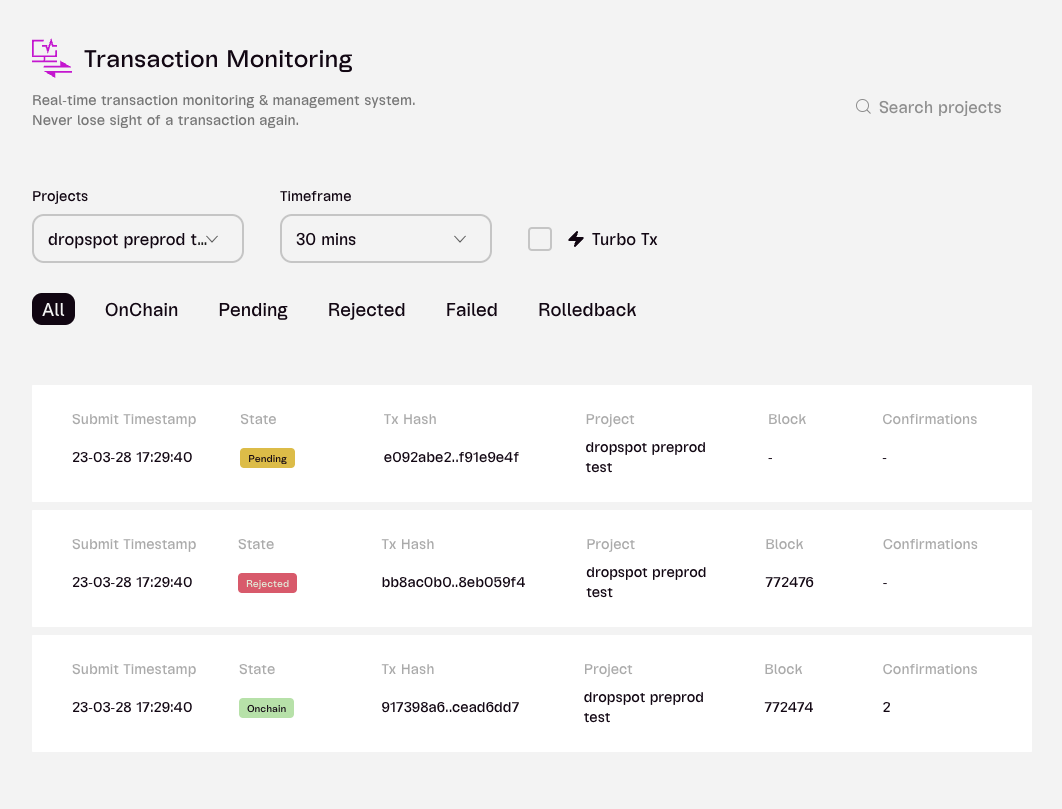 Transaction Monitoring
Real-time transaction monitoring & management system.
Never lose sight of a transaction again.
Search projects
Projects
Timeframe
dropspot preprod t...
30 mins
Turbo Tx
All
OnChain
Pending
Rejected
Failed
Rolledback
Submit Timestamp State Tx Hash Project Block Confirmations
23-03-28 17:29:40 Pending e092abe2..f91e9e4f dropspot preprod - -
test
Submit Timestamp State Tx Hash Project Block Confirmations
23-03-28 17:29:40 Rejected bb8ac0b0..8eb059f4 dropspot preprod 772476 -
test
Submit Timestamp State Tx Hash Project Block Confirmations
23-03-28 17:29:40 Onchain 917398a6..cead6dd7 dropspot preprod 772474 2
test